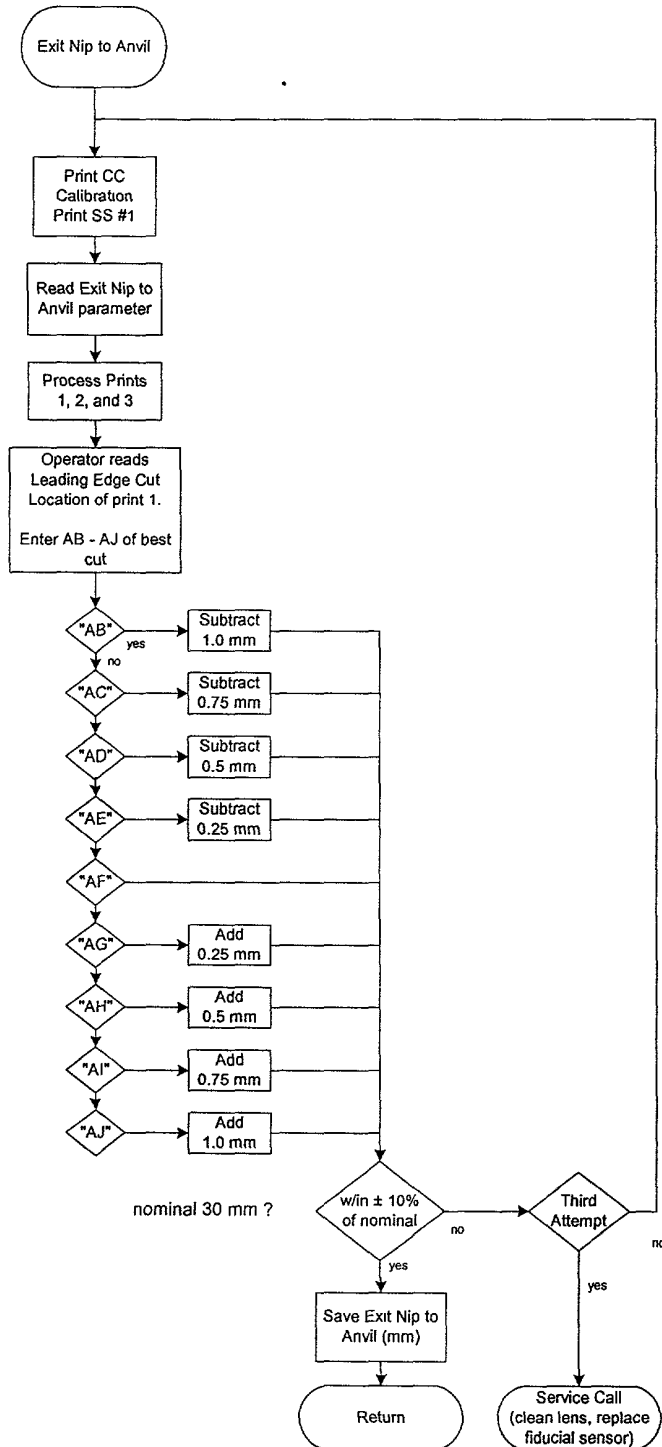 Exit Nip to Anvil
Print CC
Calibration
Print SS #1
Read Exit Nip to
Anvil parameter
Process Prints
1, 2, and 3
Operator reads
Leading Edge Cut
Location of print 1.
Enter AB - AJ of best
cut
"AB"
yes
no
Subtract
1.0 mm
"AC"
Subtract
0.75 mm
"AD"
Subtract
0.5 mm
"AE"
Subtract
0.25 mm
"AF"
"AG"
Add
0.25 mm
"AH"
Add
0.5 mm
"AI"
Add
0.75 mm
"AJ"
Add
1.0 mm
nominal 30 mm ?
w/in ± 10%
of nominal
no
yes
Third
Attempt
no
yes
Save Exit Nip to
Anvil (mm)
Return
Service Call
(clean lens, replace
fiducial sensor)